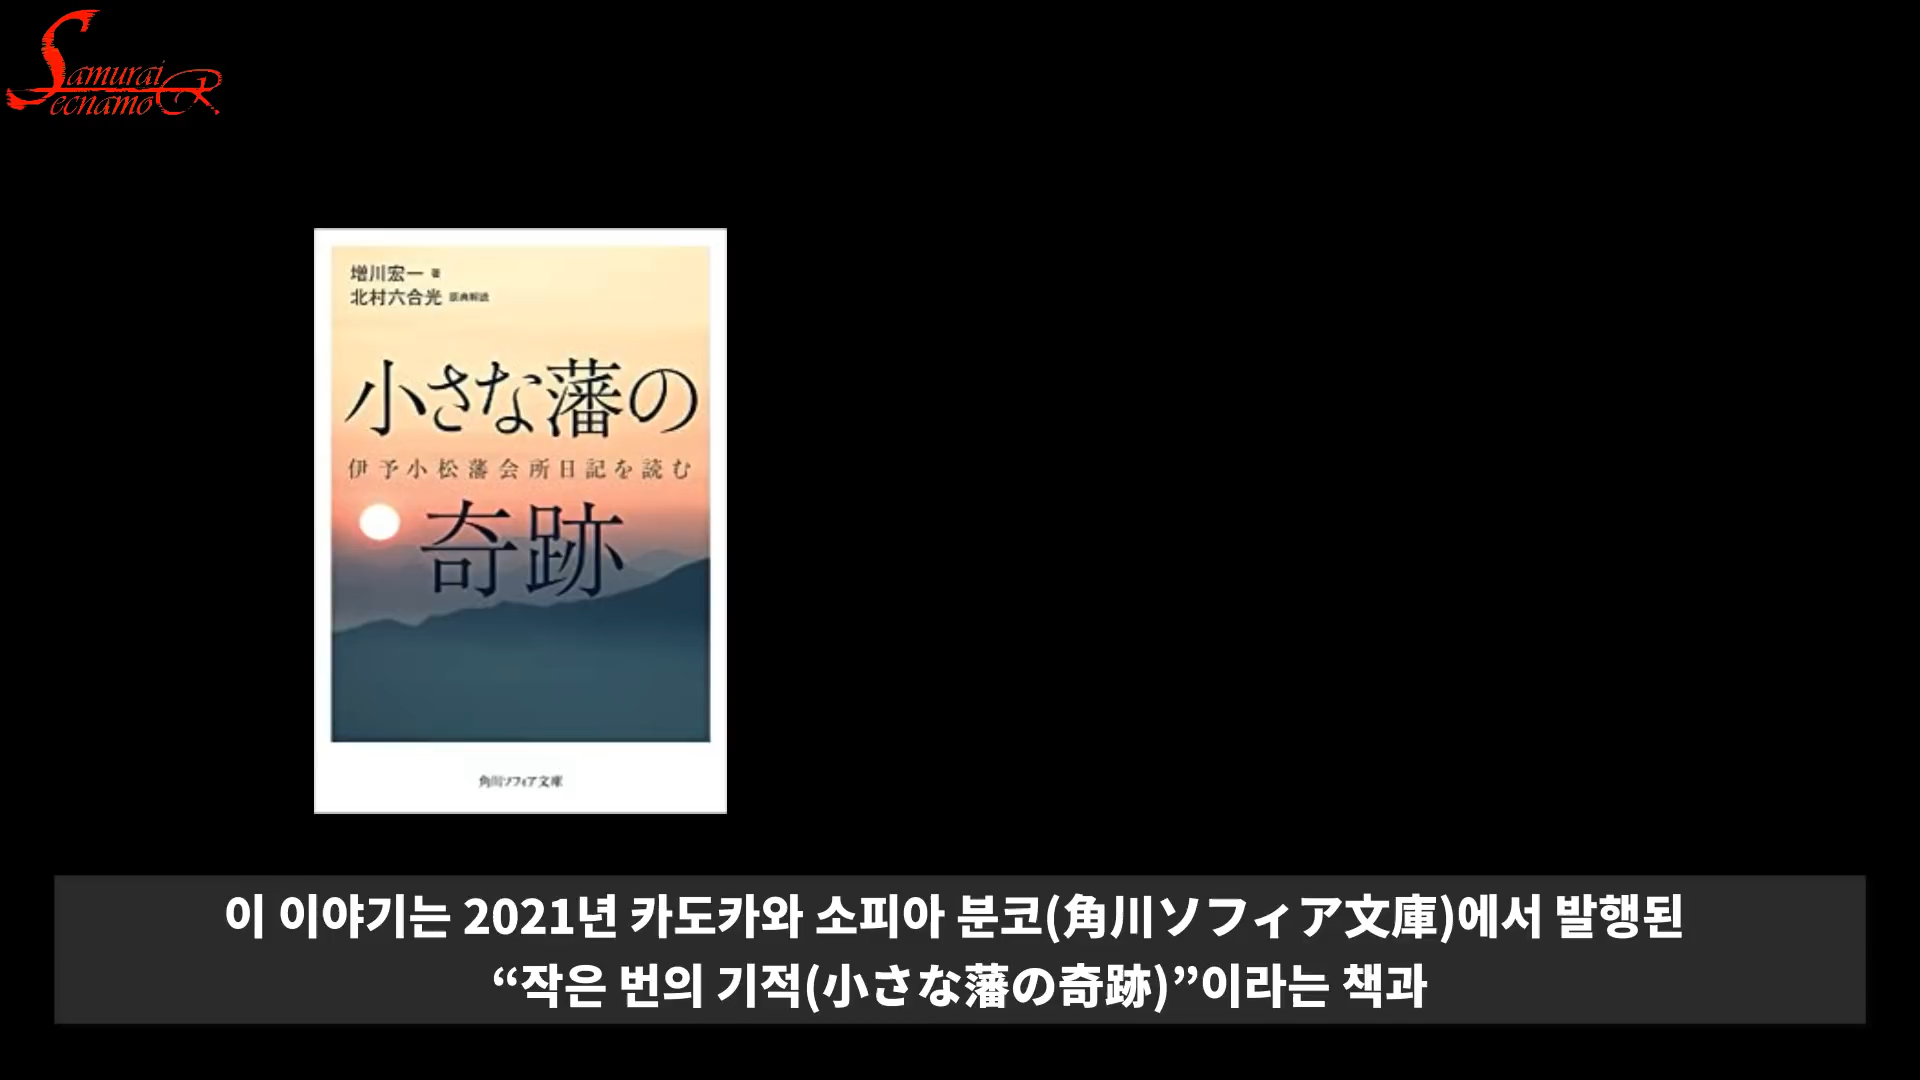 Samurai
ecnamoR
増川宏一 著
北村六合光 原典解読
小さな藩の
伊予小松藩会所日記を読む
奇跡
角川ソフィア文庫
이 이야기는 2021년 카도카와 소피아 분코(角川ソフィア文庫)에서 발행된
“작은 번의 기적(小さな藩の奇跡)”이라는 책과